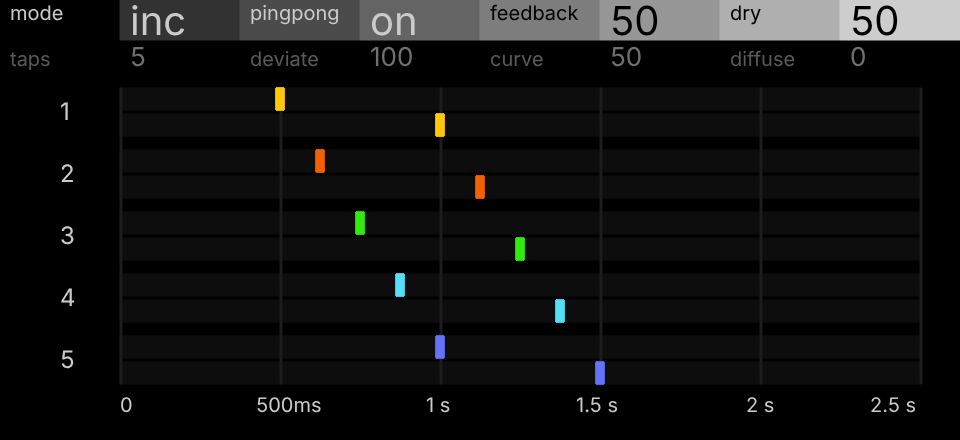 mode inc pingpong on feedback 50 dry 50
taps 5 deviate 100 curve 50 diffuse 0
1
2
3
4
5
0 500ms 1 s 1.5 s 2 s 2.5 s